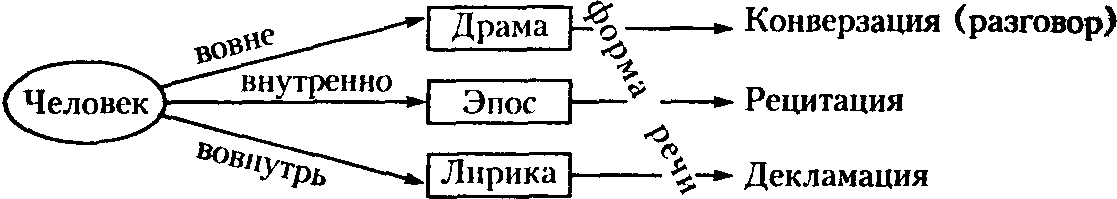 Человек
вовне
Драма
форма речи
Конверзация (разговор)
внутренно
Эпос
Рецитация
вовнутрь
Лирика
Декламация